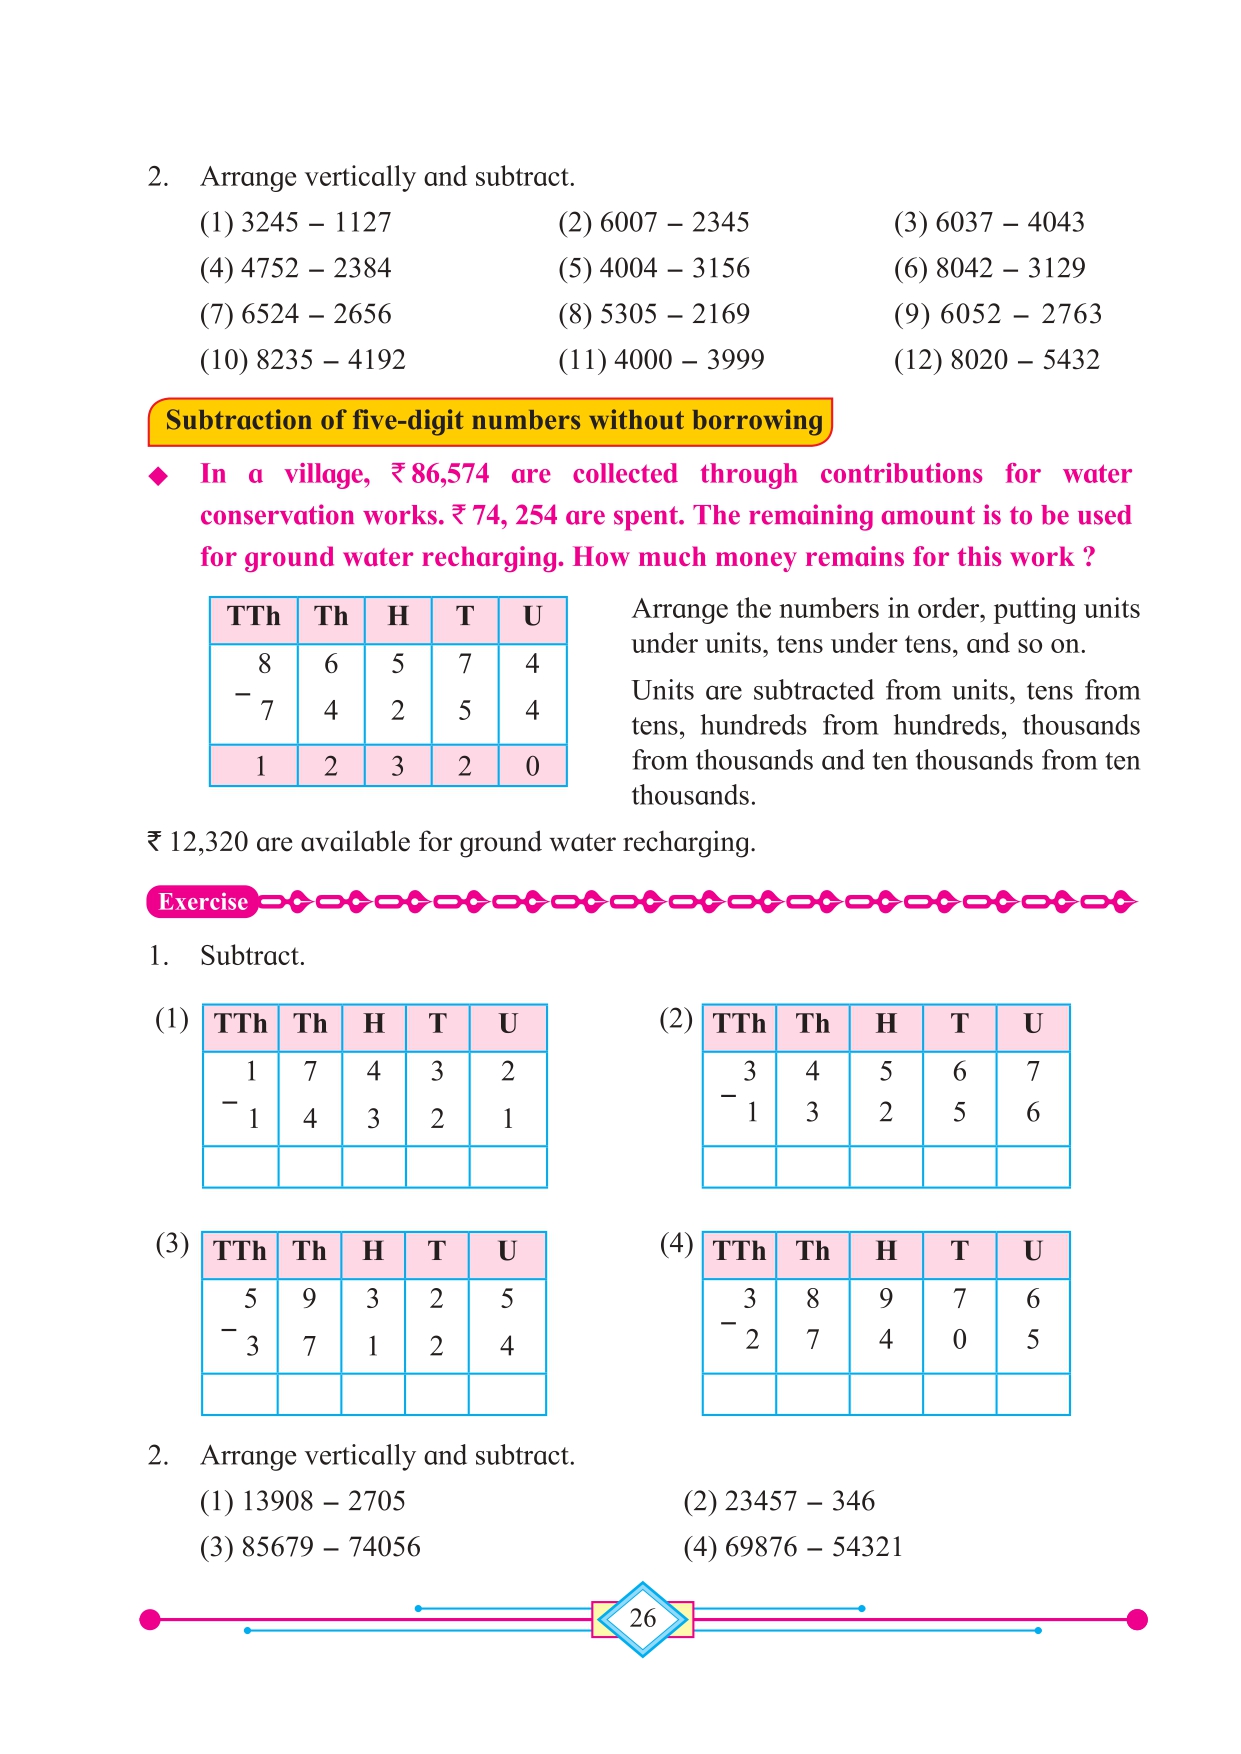 2. Arrange vertically and subtract.
(1) 3245 – 1127 (2) 6007 – 2345 (3) 6037 – 4043
(4) 4752 – 2384 (5) 4004 – 3156 (6) 8042 – 3129
(7) 6524 – 2656 (8) 5305 – 2169 (9) 6052 – 2763
(10) 8235 – 4192 (11) 4000 – 3999 (12) 8020 – 5432
Subtraction of five-digit numbers without borrowing
◆ In a village, ₹ 86,574 are collected through contributions for water
conservation works. ₹ 74, 254 are spent. The remaining amount is to be used
for ground water recharging. How much money remains for this work ?
TTh Th H T U
8 6 5 7 4
– 7 4 2 5 4
1 2 3 2 0
Arrange the numbers in order, putting units
under units, tens under tens, and so on.
Units are subtracted from units, tens from
tens, hundreds from hundreds, thousands
from thousands and ten thousands from ten
thousands.
₹ 12,320 are available for ground water recharging.
Exercise
1. Subtract.
(1) TTh Th H T U
1 7 4 3 2
– 1 4 3 2 1
(2) TTh Th H T U
3 4 5 6 7
– 1 3 2 5 6
(3) TTh Th H T U
5 9 3 2 5
– 3 7 1 2 4
(4) TTh Th H T U
3 8 9 7 6
– 2 7 4 0 5
2. Arrange vertically and subtract.
(1) 13908 – 2705 (2) 23457 – 346
(3) 85679 – 74056 (4) 69876 – 54321
26